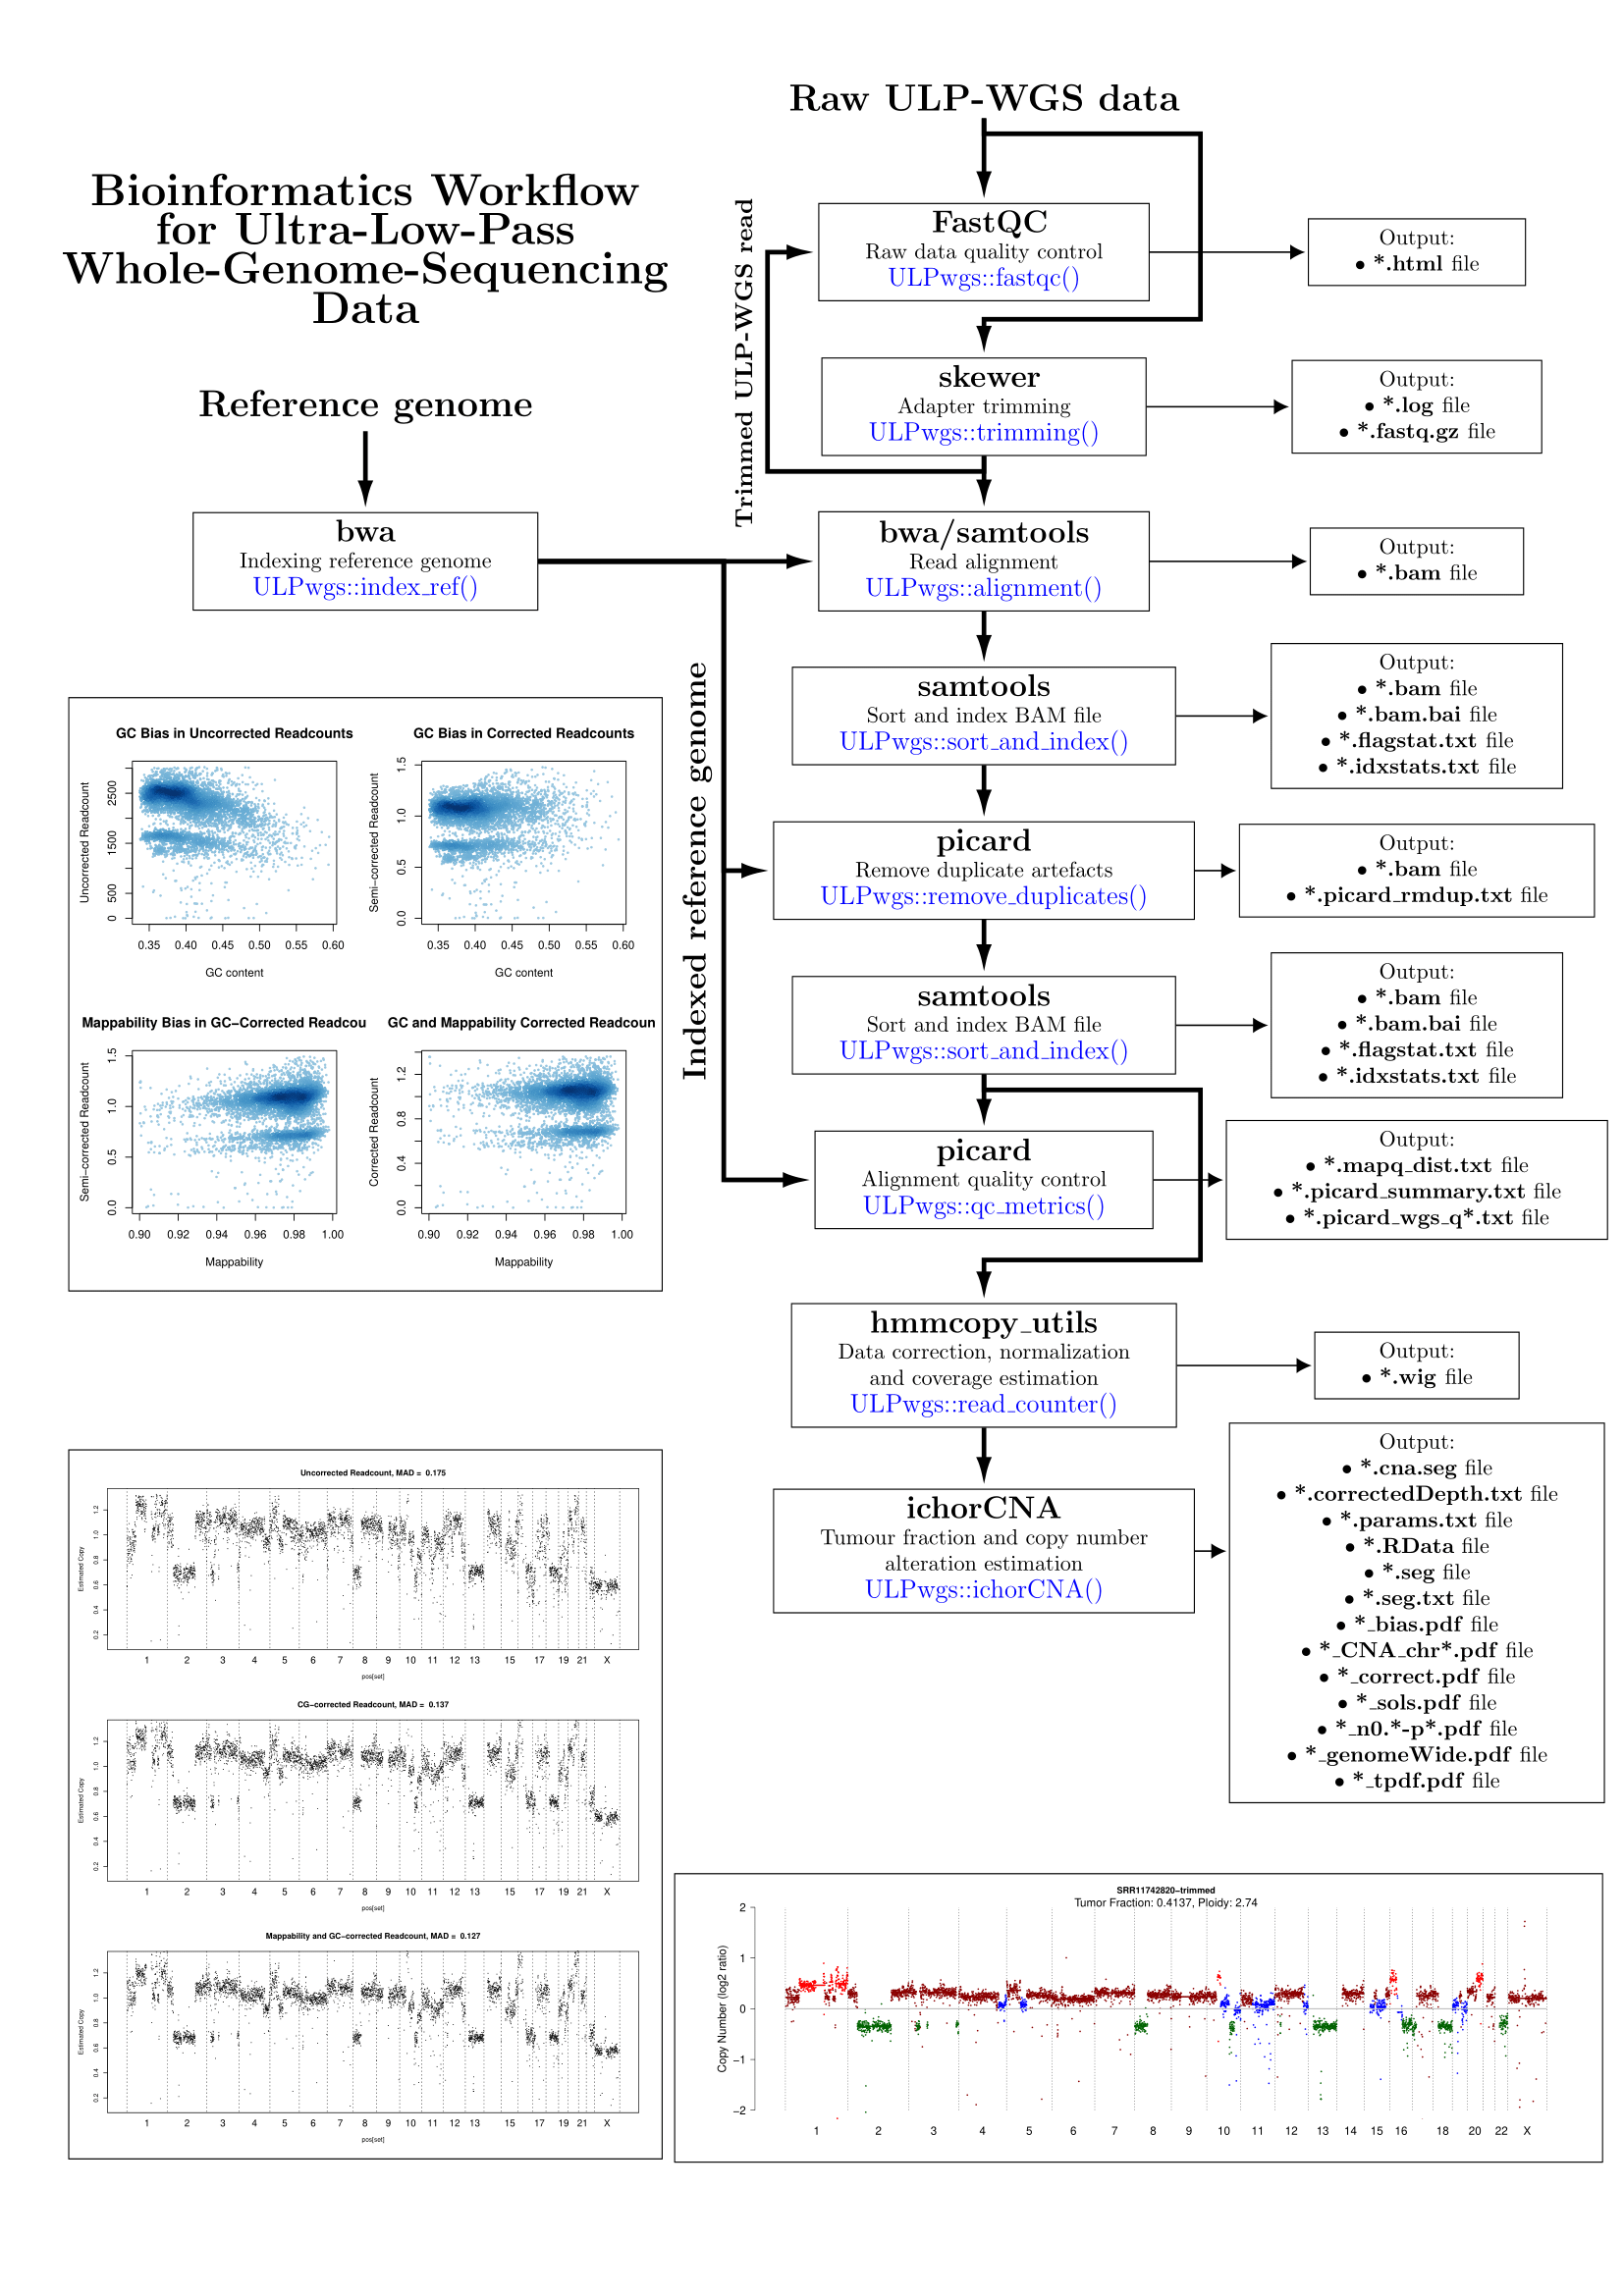 Raw ULP-WGS data
Bioinformatics Workflow
for Ultra-Low-Pass
Whole-Genome-Sequencing
Data
Trimmed ULP-WGS read
FastQC
Raw data quality control
ULPwgs::fastqc()
Output:
• *.html file
skewer
Adapter trimming
ULPwgs::trimming()
Output:
• *.log file
• *.fastq.gz file
Reference genome
bwa
Indexing reference genome
ULPwgs::index_ref()
bwa/samtools
Read alignment
ULPwgs::alignment()
Output:
• *.bam file
Indexed reference genome
samtools
Sort and index BAM file
ULPwgs::sort_and_index()
Output:
• *.bam file
• *.bam.bai file
• *.flagstat.txt file
• *.idxstats.txt file
picard
Remove duplicate artefacts
ULPwgs::remove_duplicates()
Output:
• *.bam file
• *.picard_rmdup.txt file
samtools
Sort and index BAM file
ULPwgs::sort_and_index()
Output:
• *.bam file
• *.bam.bai file
• *.flagstat.txt file
• *.idxstats.txt file
picard
Alignment quality control
ULPwgs::qc_metrics()
Output:
• *.mapq_dist.txt file
• *.picard_summary.txt file
• *.picard_wgs_q*.txt file
hmmcopy_utils
Data correction, normalization
and coverage estimation
ULPwgs::read_counter()
Output:
• *.wig file
ichorCNA
Tumour fraction and copy number
alteration estimation
ULPwgs::ichorCNA()
Output:
• *.cna.seg file
• *.correctedDepth.txt file
• *.params.txt file
• *.RData file
• *.seg file
• *.seg.txt file
• *_bias.pdf file
• *_CNA_chr*.pdf file
• *_correct.pdf file
• *_sols.pdf file
• *_n0.*-p*.pdf file
• *_genomeWide.pdf file
• *_tpdf.pdf file
GC Bias in Uncorrected Readcounts
Uncorrected Readcount
2500
1500
500
0
0.35 0.40 0.45 0.50 0.55 0.60
GC content
GC Bias in Corrected Readcounts
Semi-corrected Readcount
1.5
1.0
0.5
0.0
0.35 0.40 0.45 0.50 0.55 0.60
GC content
Mappability Bias in GC-Corrected Readcou
Semi-corrected Readcount
1.5
1.0
0.5
0.0
0.90 0.92 0.94 0.96 0.98 1.00
Mappability
GC and Mappability Corrected Readcoun
Corrected Readcount
1.2
0.8
0.4
0.0
0.90 0.92 0.94 0.96 0.98 1.00
Mappability
Uncorrected Readcount, MAD = 0.175
Estimated Copy
1.2
1.0
0.8
0.6
0.4
0.2
1 2 3 4 5 6 7 8 9 10 11 12 13 15 17 19 21 X
pos[set]
CG-corrected Readcount, MAD = 0.137
Estimated Copy
1.2
1.0
0.8
0.6
0.4
0.2
1 2 3 4 5 6 7 8 9 10 11 12 13 15 17 19 21 X
pos[set]
Mappability and GC-corrected Readcount, MAD = 0.127
Estimated Copy
1.2
1.0
0.8
0.6
0.4
0.2
1 2 3 4 5 6 7 8 9 10 11 12 13 15 17 19 21 X
pos[set]
SRR11742820-trimmed
Tumor Fraction: 0.4137, Ploidy: 2.74
Copy Number (log2 ratio)
2
1
0
-1
-2
1 2 3 4 5 6 7 8 9 10 11 12 13 14 15 16 18 20 22 X